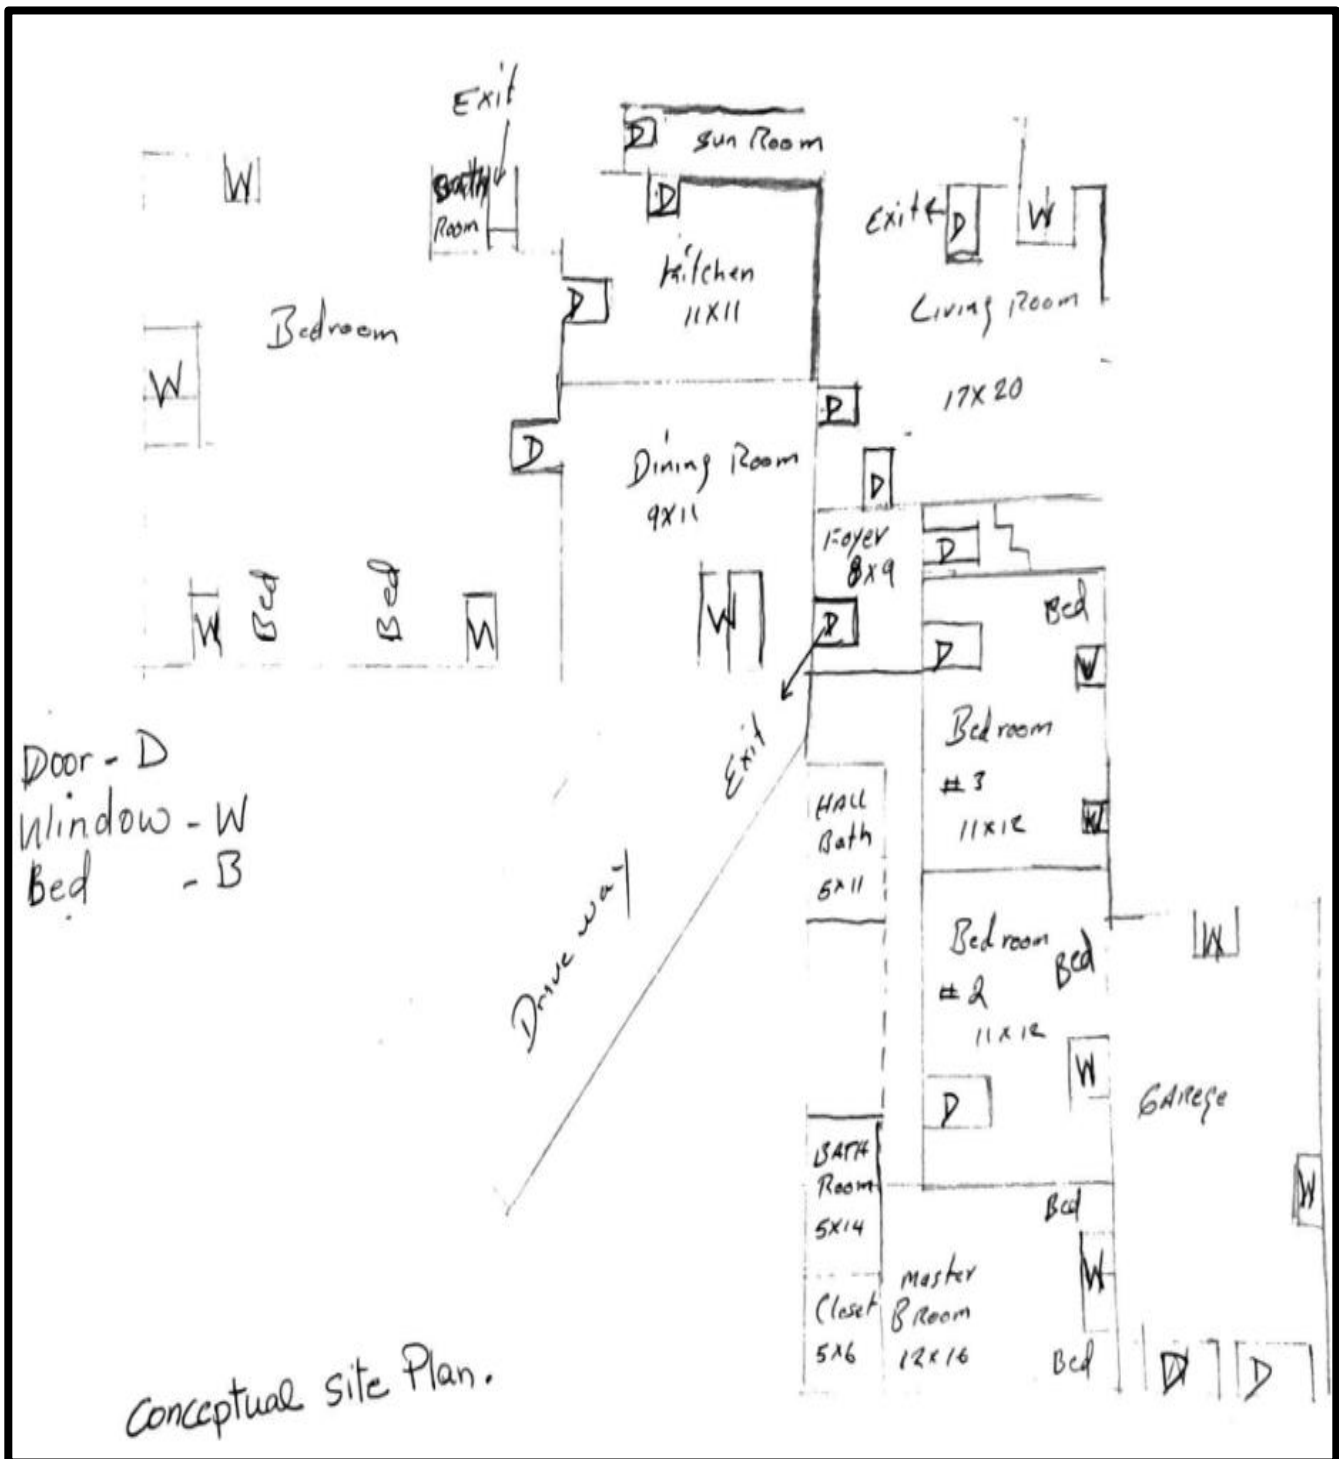 Exit
D
Sun Room
W
Bath
Room
D
Exit
D
W
Kitchen
11X11
D
Living Room
Bedroom
W
17X20
D
D
Dining Room
9X11
D
Foyer
8X9
D
W
Bed
Bed
W
W
D
Bed
D
W
Exit
Bedroom
#3
11X12
W
Door - D
Window - W
Bed - B
HALL
Bath
5X11
Drive way
Bedroom
#2
11X12
Bed
W
W
D
GAREGE
BATH
Room
5X14
Bed
W
W
Closet
5X6
Master
B Room
12X16
Bed
D
D
Conceptual Site Plan.